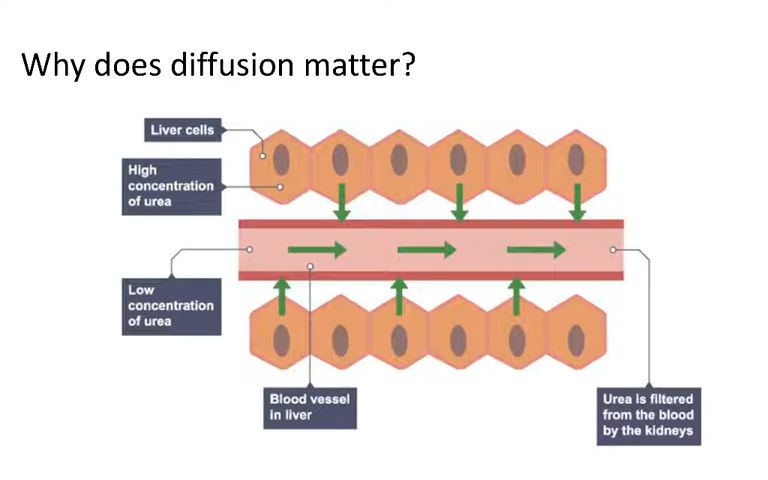 Why does diffusion matter?
Liver cells
High
concentration
of urea
Low
concentration
of urea
Blood vessel
in liver
Urea is filtered
from the blood
by the kidneys